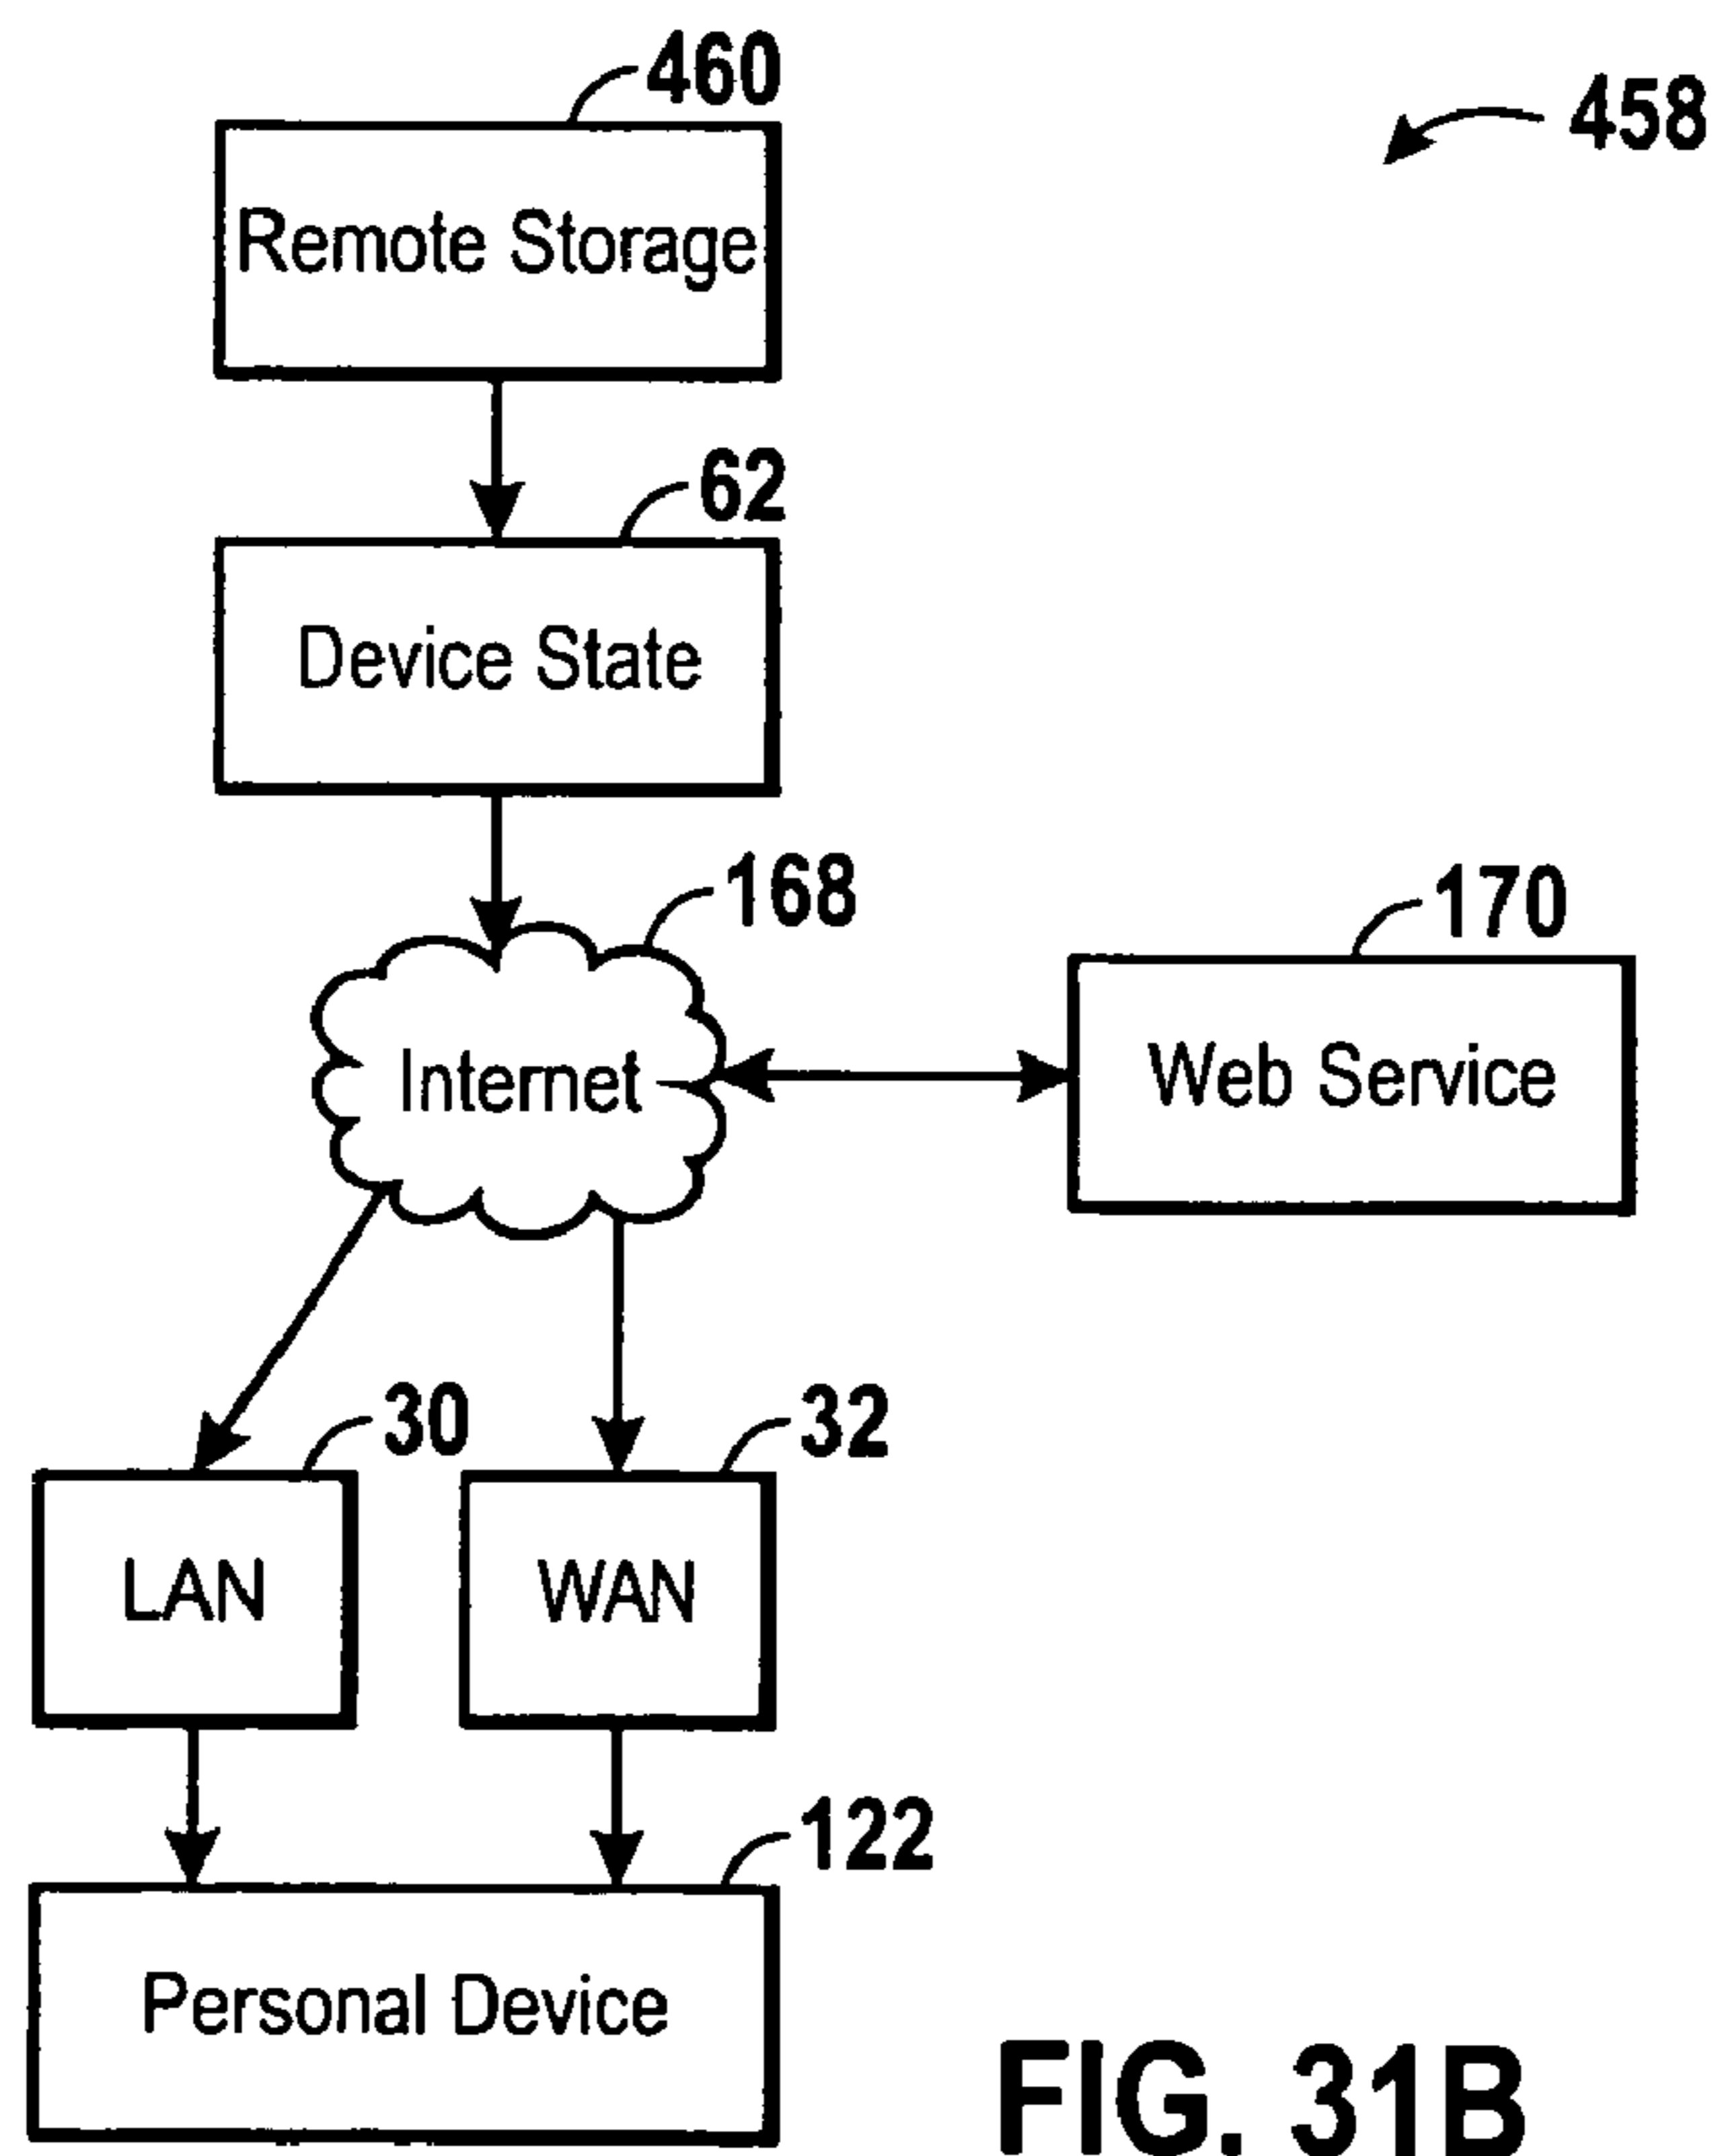 460
458
Remote Storage
62
Device State
168
170
Internet
Web Service
30
32
LAN
WAN
122
Personal Device
FIG. 31B